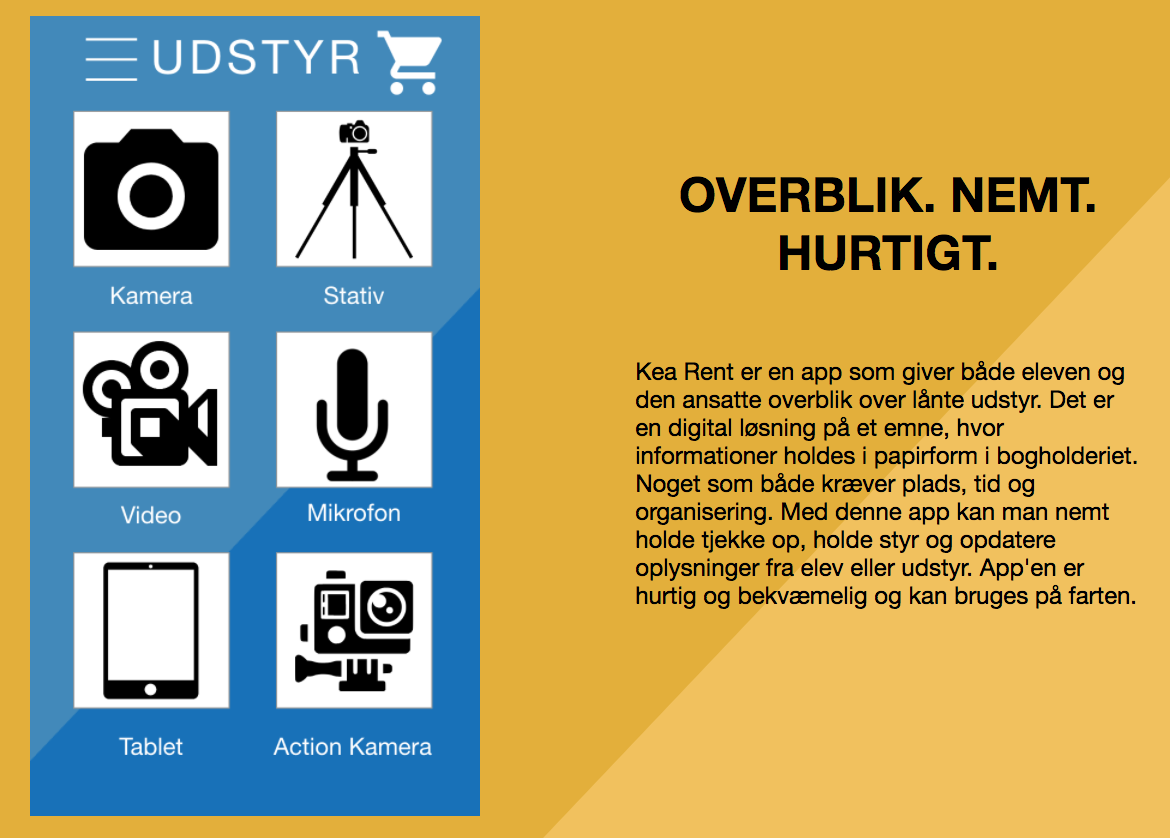 UDSTYR
Kamera
Stativ
Video
Mikrofon
Tablet
Action Kamera
OVERBLIK. NEMT.
HURTIGT.
Kea Rent er en app som giver både eleven og
den ansatte overblik over lånte udstyr. Det er
en digital løsning på et emne, hvor
informationer holdes i papirform i bogholderiet.
Noget som både kræver plads, tid og
organisering. Med denne app kan man nemt
holde tjekke op, holde styr og opdatere
oplysninger fra elev eller udstyr. App'en er
hurtig og bekvæmelig og kan bruges på farten.